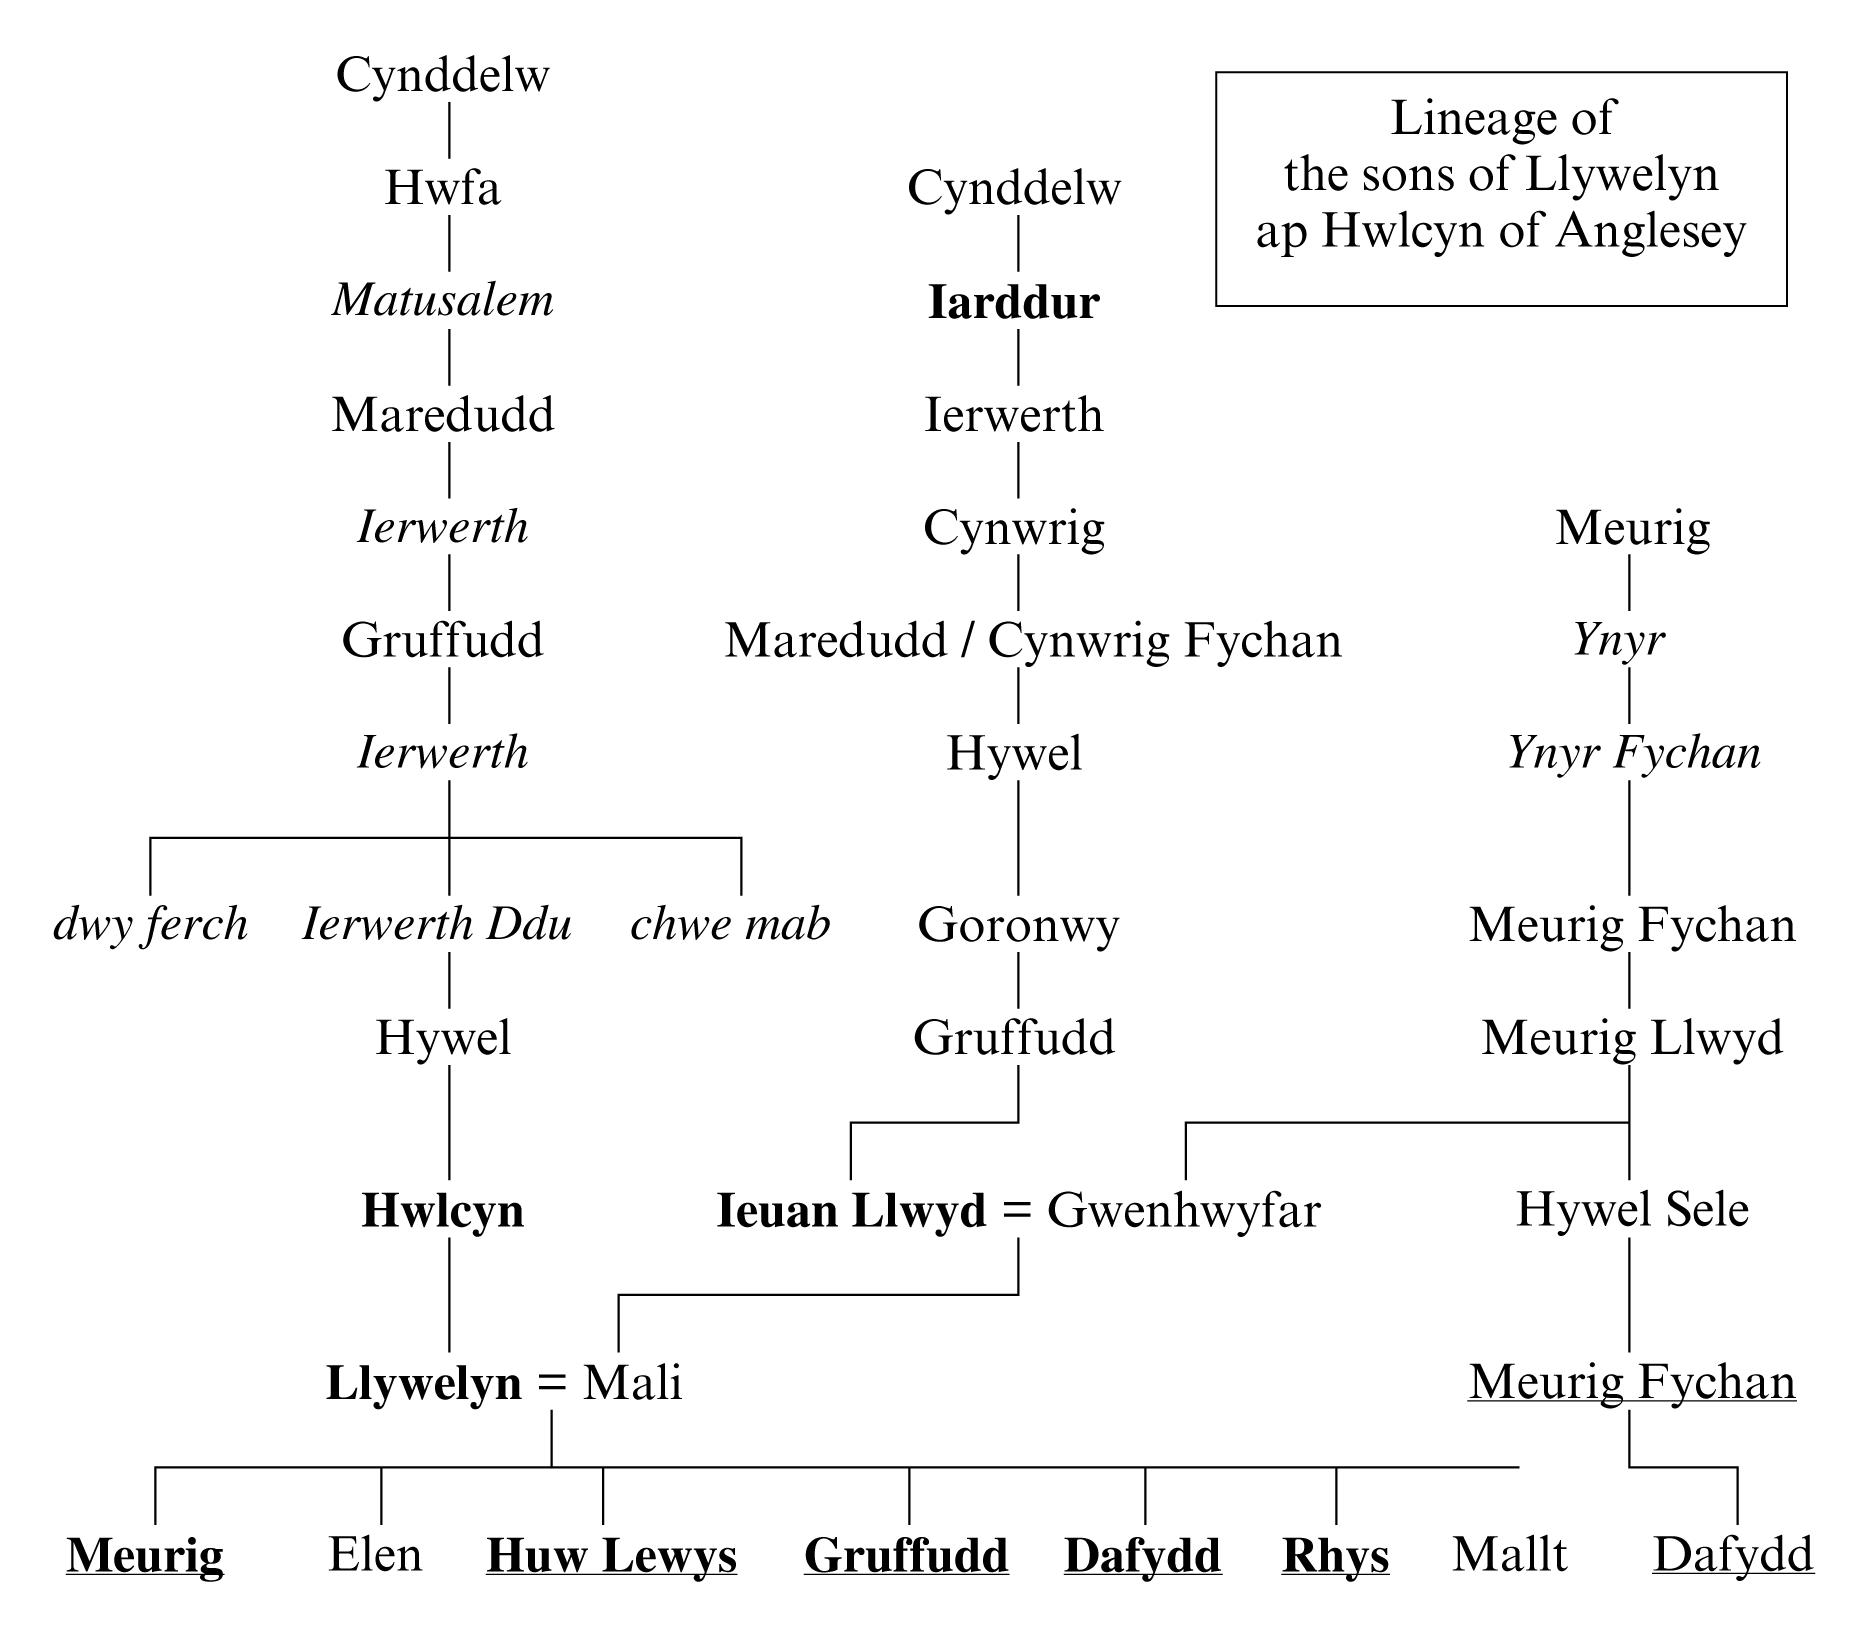 Cynddelw
Lineage of
the sons of Llywelyn
ap Hwlcyn of Anglesey
Hwfa
Cynddelw
Matusalem
Iarddur
Maredudd
Ierwerth
Ierwerth
Cynwrig
Meurig
Gruffudd
Maredudd / Cynwrig Fychan
Ynyr
Ierwerth
Hywel
Ynyr Fychan
dwy ferch
Ierwerth Ddu
chwe mab
Goronwy
Meurig Fychan
Hywel
Gruffudd
Meurig Llwyd
Hwlcyn
Ieuan Llwyd = Gwenhwyfar
Hywel Sele
Llywelyn = Mali
Meurig Fychan
Meurig
Elen
Huw Lewys
Gruffudd
Dafydd
Rhys
Mallt
Dafydd